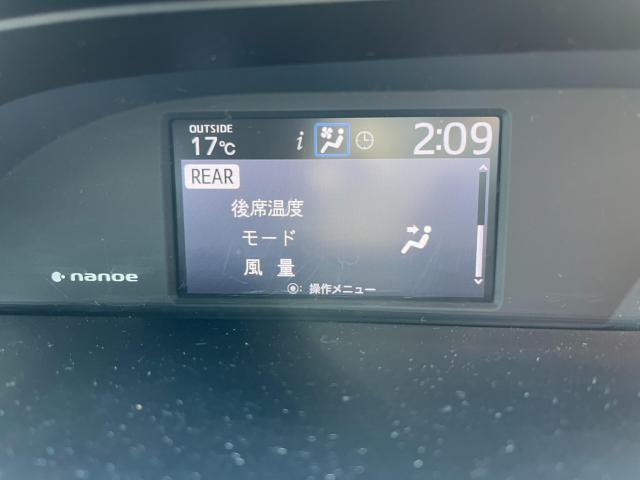 OUTSIDE
17℃ i 2:09
REAR
後席温度
モード
風 量
nanoe
◉: 操作メニュー